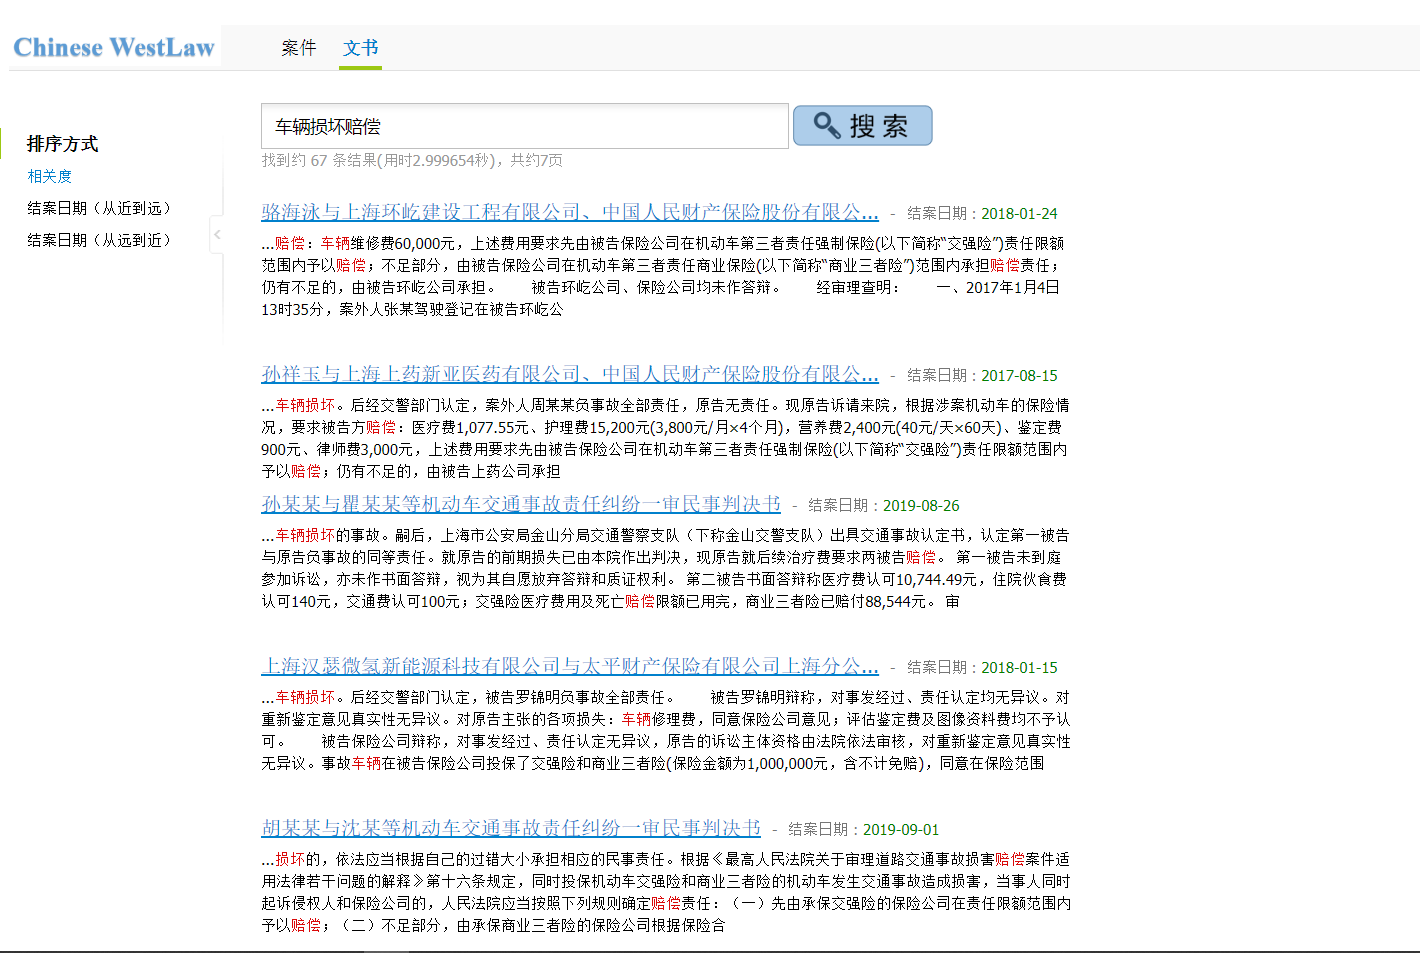 Chinese WestLaw
案件 文书
排序方式
相关度
结案日期（从近到远）
结案日期（从远到近）
车辆损坏赔偿
搜索
找到约 67 条结果(用时2.999654秒)，共约7页
骆海泳与上海环屹建设工程有限公司、中国人民财产保险股份有限公... - 结案日期：2018-01-24
...赔偿：车辆维修费60,000元，上述费用要求先由被告保险公司在机动车第三者责任强制保险(以下简称“交强险”)责任限额
范围内予以赔偿；不足部分，由被告保险公司在机动车第三者责任商业保险(以下简称“商业三者险”)范围内承担赔偿责任；
仍有不足的，由被告环屹公司承担。　　被告环屹公司、保险公司均未作答辩。　　经审理查明：　　一、2017年1月4日
13时35分，案外人张某驾驶登记在被告环屹公
孙祥玉与上海上药新亚医药有限公司、中国人民财产保险股份有限公... - 结案日期：2017-08-15
...车辆损坏。后经交警部门认定，案外人周某某负事故全部责任，原告无责任。现原告诉请来院，根据涉案机动车的保险情
况，要求被告方赔偿：医疗费1,077.55元、护理费15,200元(3,800元/月×4个月)，营养费2,400元(40元/天×60天)、鉴定费
900元、律师费3,000元，上述费用要求先由被告保险公司在机动车第三者责任强制保险(以下简称“交强险”)责任限额范围内
予以赔偿；仍有不足的，由被告上药公司承担
孙某某与瞿某某等机动车交通事故责任纠纷一审民事判决书 - 结案日期：2019-08-26
...车辆损坏的事故。嗣后，上海市公安局金山分局交通警察支队（下称金山交警支队）出具交通事故认定书，认定第一被告
与原告负事故的同等责任。就原告的前期损失已由本院作出判决，现原告就后续治疗费要求两被告赔偿。 第一被告未到庭
参加诉讼，亦未作书面答辩，视为其自愿放弃答辩和质证权利。 第二被告书面答辩称医疗费认可10,744.49元，住院伙食费
认可140元，交通费认可100元；交强险医疗费用及死亡赔偿限额已用完，商业三者险已赔付88,544元。 审
上海汉瑟微氢新能源科技有限公司与太平财产保险有限公司上海分公... - 结案日期：2018-01-15
...车辆损坏。后经交警部门认定，被告罗锦明负事故全部责任。　　被告罗锦明辩称，对事发经过、责任认定均无异议。对
重新鉴定意见真实性无异议。对原告主张的各项损失：车辆修理费，同意保险公司意见；评估鉴定费及图像资料费均不予认
可。　　被告保险公司辩称，对事发经过、责任认定无异议，原告的诉讼主体资格由法院依法审核，对重新鉴定意见真实性
无异议。事故车辆在被告保险公司投保了交强险和商业三者险(保险金额为1,000,000元，含不计免赔)，同意在保险范围
胡某某与沈某等机动车交通事故责任纠纷一审民事判决书 - 结案日期：2019-09-01
...损坏的，依法应当根据自己的过错大小承担相应的民事责任。根据《最高人民法院关于审理道路交通事故损害赔偿案件适
用法律若干问题的解释》第十六条规定，同时投保机动车交强险和商业三者险的机动车发生交通事故造成损害，当事人同时
起诉侵权人和保险公司的，人民法院应当按照下列规则确定赔偿责任：（一）先由承保交强险的保险公司在责任限额范围内
予以赔偿；（二）不足部分，由承保商业三者险的保险公司根据保险合